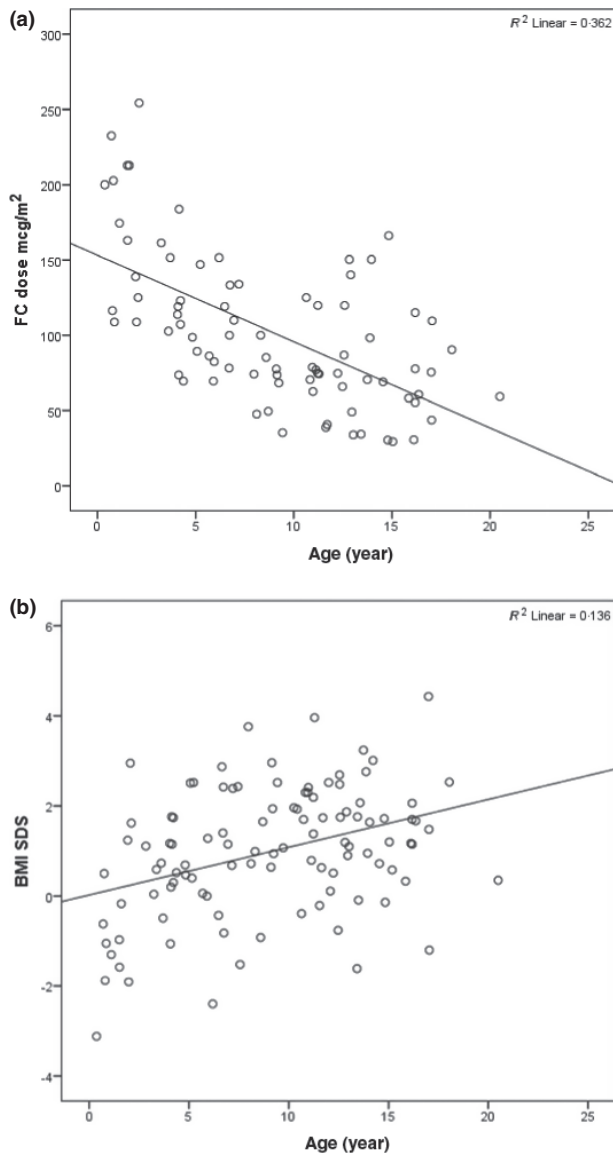 (a)
R² Linear = 0·362
300
250
200
150
100
50
0
FC dose mcg/m²
0 5 10 15 20 25
Age (year)
(b)
R² Linear = 0·136
6
4
2
0
-2
-4
BMI SDS
0 5 10 15 20 25
Age (year)